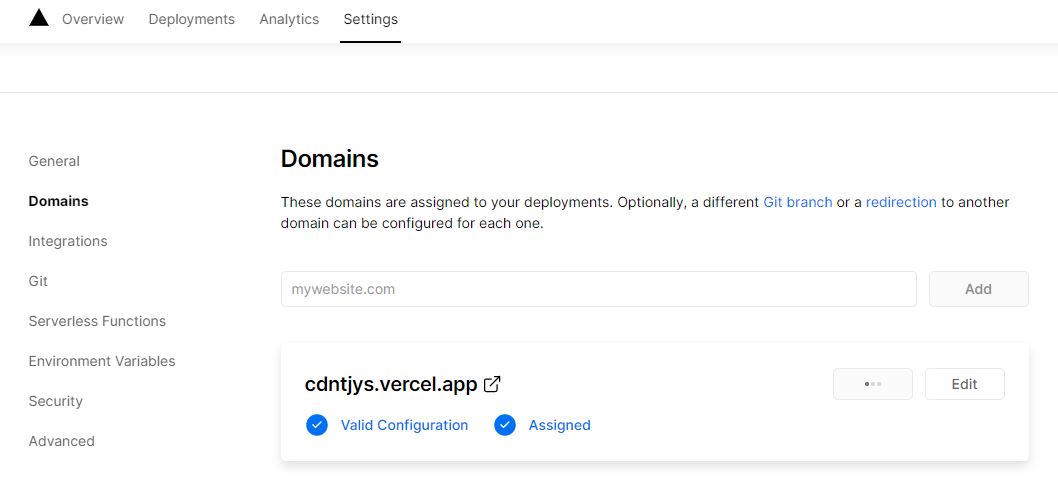 Overview Deployments Analytics Settings
General
Domains
Integrations
Git
Serverless Functions
Environment Variables
Security
Advanced
Domains
These domains are assigned to your deployments. Optionally, a different Git branch or a redirection to another
domain can be configured for each one.
mywebsite.com Add
cdntjys.vercel.app Edit
Valid Configuration Assigned